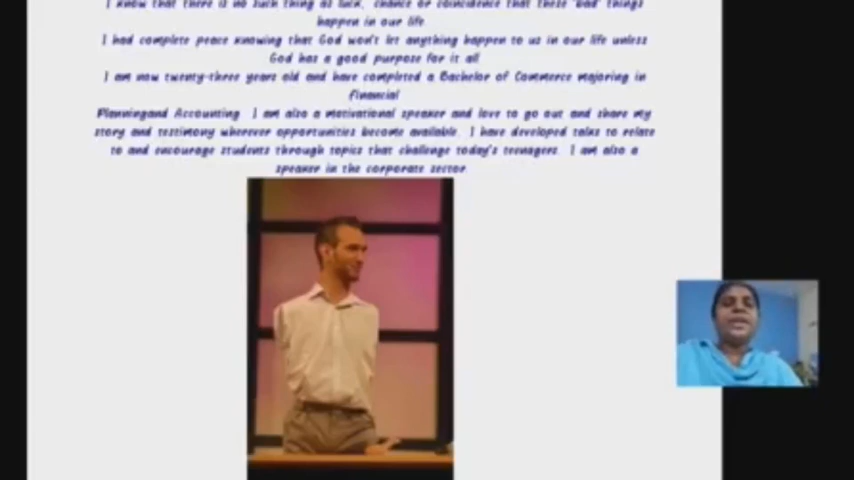 I know that there is no such thing as luck, chance or coincidence that these "bad" things
happen in our life.
I had complete peace knowing that God won't let anything happen to us in our life unless
God has a good purpose for it all.
I am now twenty-three years old and have completed a Bachelor of Commerce majoring in
Financial
Planningand Accounting. I am also a motivational speaker and love to go out and share my
story and testimony wherever opportunities become available. I have developed talks to relate
to and encourage students through topics that challenge today's teenagers. I am also a
speaker in the corporate sector.